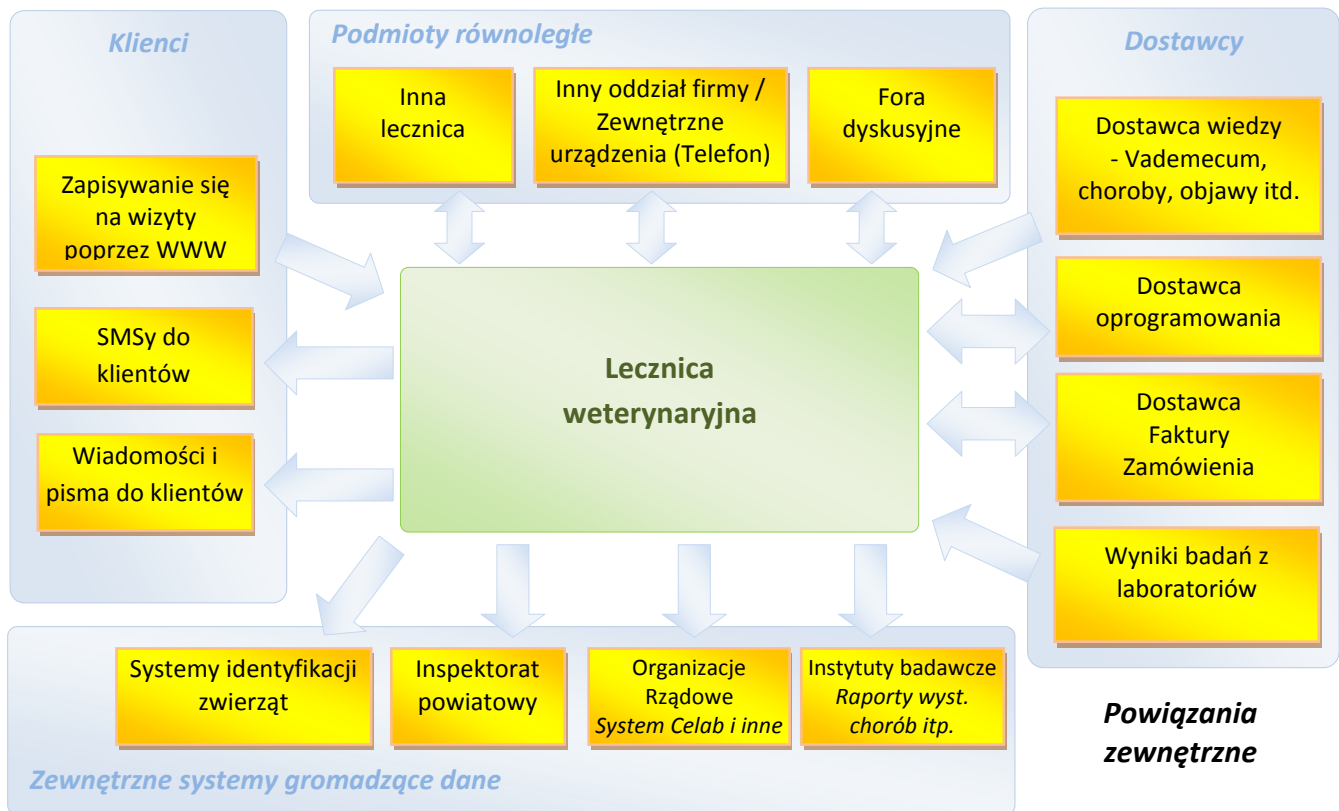 Klienci
Zapisywanie się
na wizyty
poprzez WWW
SMSy do
klientów
Wiadomości i
pisma do klientów
Podmioty równoległe
Inna
lecznica
Inny oddział firmy /
Zewnętrzne
urządzenia (Telefon)
Fora
dyskusyjne
Dostawcy
Dostawca wiedzy
- Vademecum,
choroby, objawy itd.
Dostawca
oprogramowania
Dostawca
Faktury
Zamówienia
Wyniki badań z
laboratoriów
Lecznica
weterynaryjna
Systemy identyfikacji
zwierząt
Inspektorat
powiatowy
Organizacje
Rządowe
System Celab i inne
Instytuty badawcze
Raporty wyst.
chorób itp.
Zewnętrzne systemy gromadzące dane
Powiązania
zewnętrzne